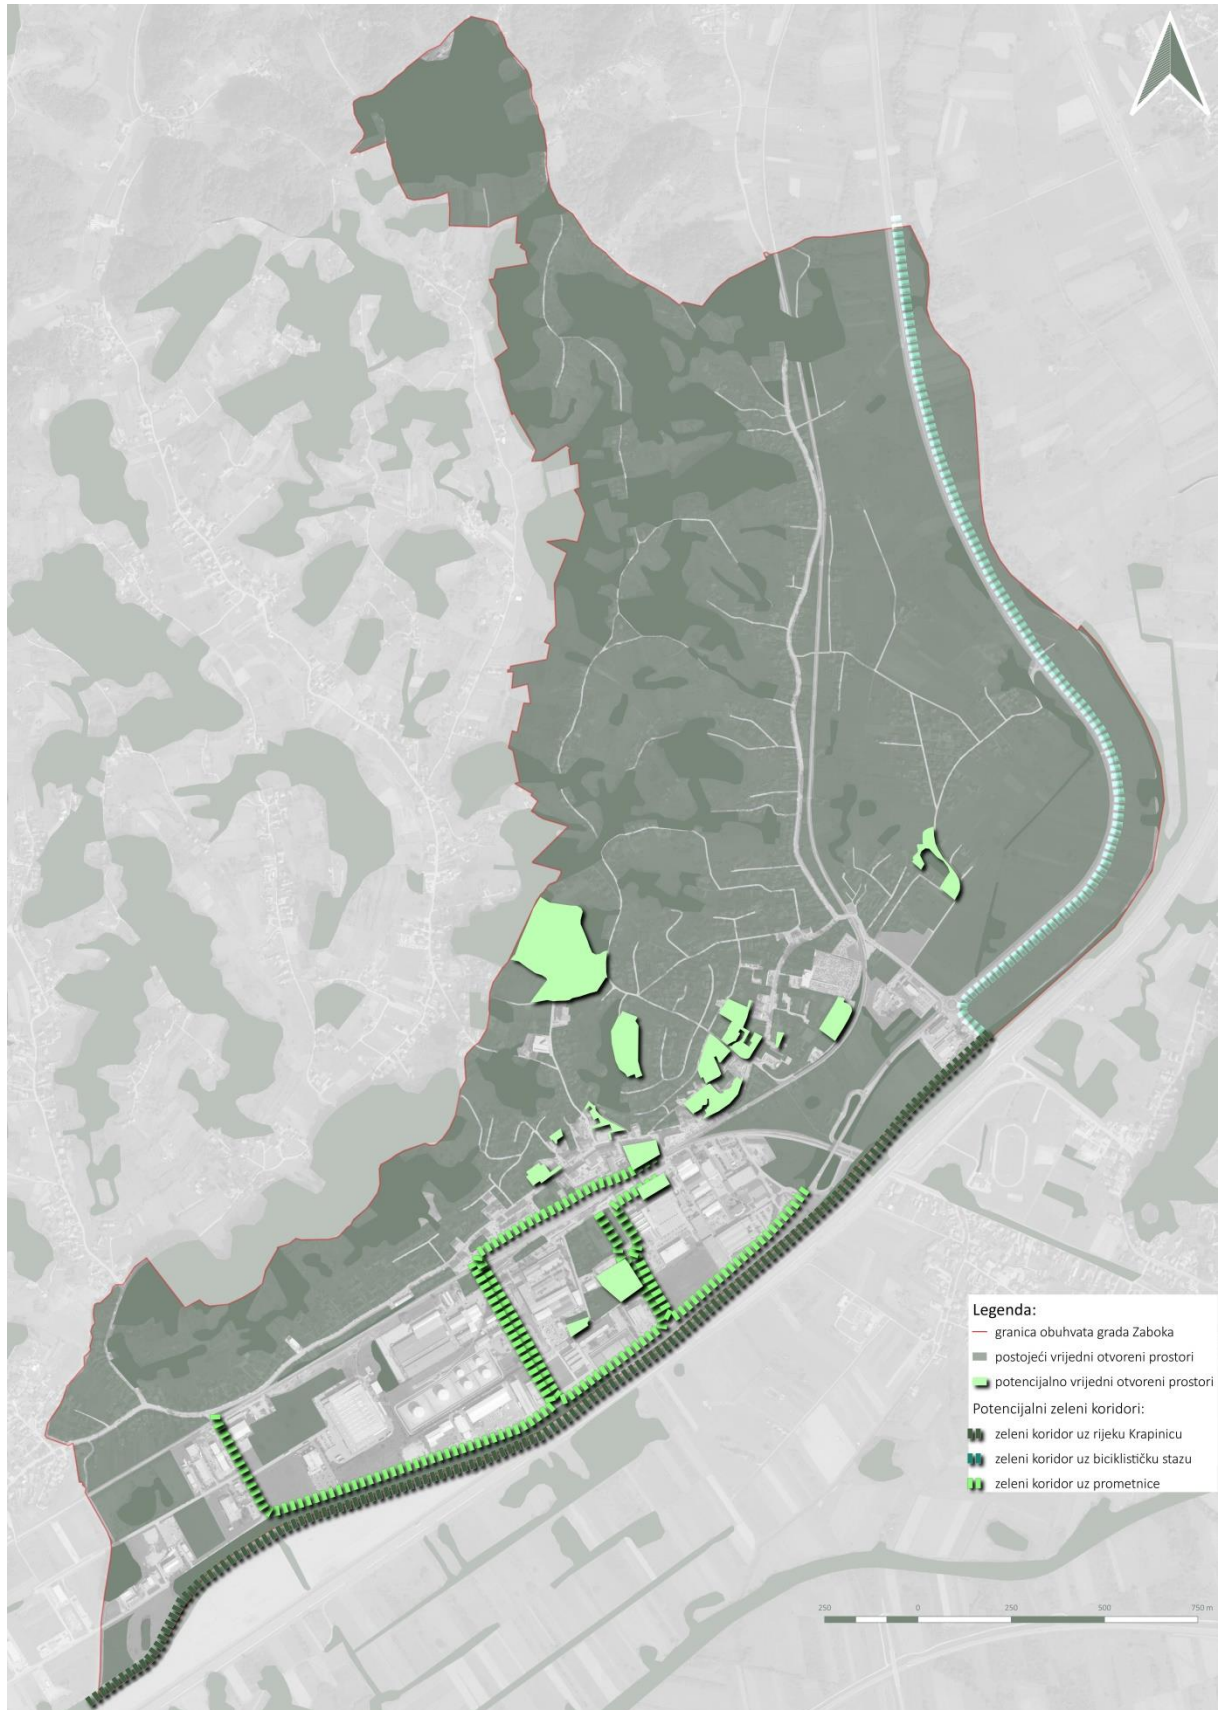 Legenda:
granica obuhvata grada Zaboka
postojeći vrijedni otvoreni prostori
potencijalno vrijedni otvoreni prostori
Potencijalni zeleni koridori:
zeleni koridor uz rijeku Krapinicu
zeleni koridor uz biciklističku stazu
zeleni koridor uz prometnice
250 0 250 500 750 m